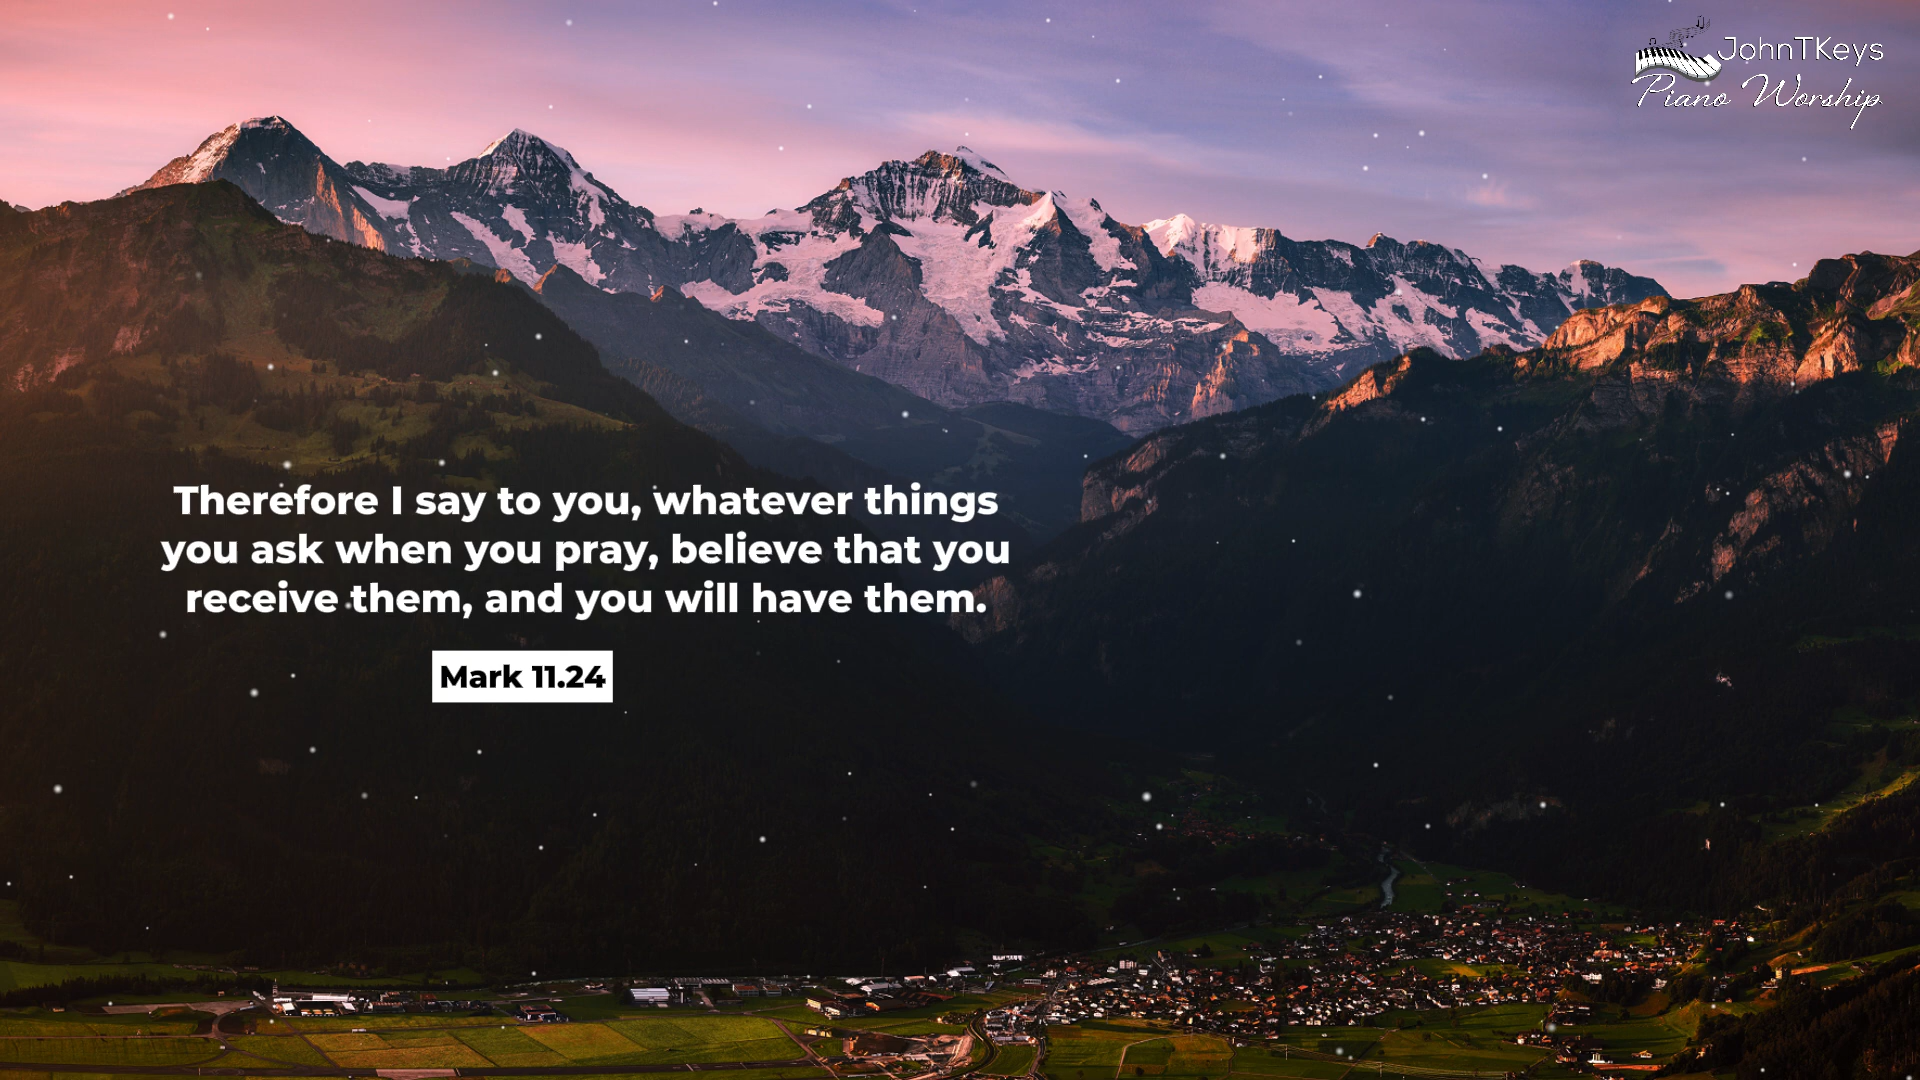 JohnTKeys
Piano Worship
Therefore I say to you, whatever things
you ask when you pray, believe that you
receive them, and you will have them.
Mark 11.24